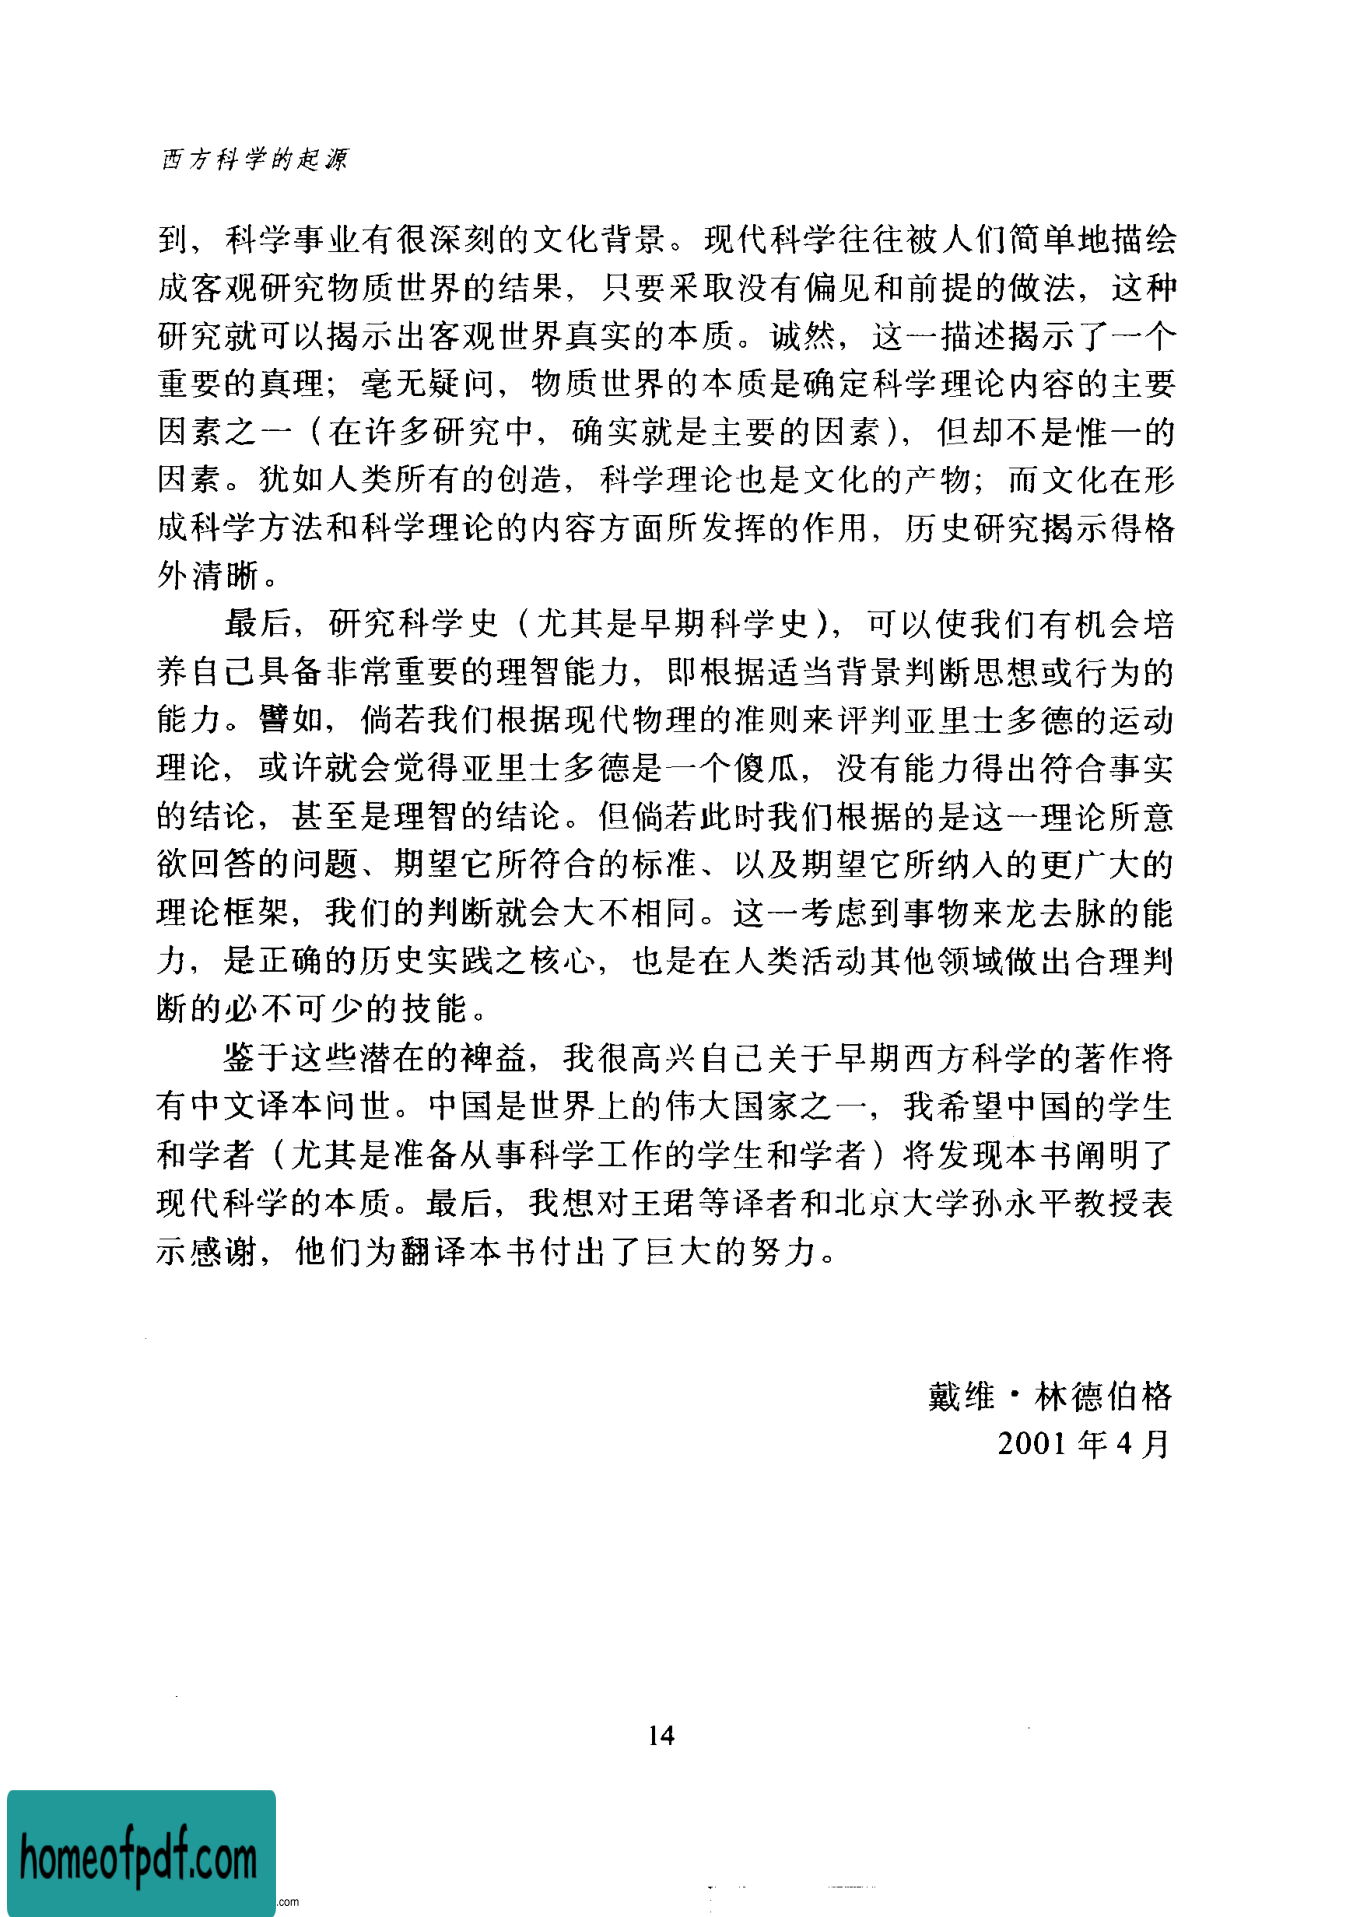 西方科学的起源
到，科学事业有很深刻的文化背景。现代科学往往被人们简单地描绘
成客观研究物质世界的结果，只要采取没有偏见和前提的做法，这种
研究就可以揭示出客观世界真实的本质。诚然，这一描述揭示了一个
重要的真理；毫无疑问，物质世界的本质是确定科学理论内容的主要
因素之一（在许多研究中，确实就是主要的因素），但却不是惟一的
因素。犹如人类所有的创造，科学理论也是文化的产物；而文化在形
成科学方法和科学理论的内容方面所发挥的作用，历史研究揭示得格
外清晰。
最后，研究科学史（尤其是早期科学史），可以使我们有机会培
养自己具备非常重要的理智能力，即根据适当背景判断思想或行为的
能力。譬如，倘若我们根据现代物理的准则来评判亚里士多德的运动
理论，或许就会觉得亚里士多德是一个傻瓜，没有能力得出符合事实
的结论，甚至是理智的结论。但倘若此时我们根据的是这一理论所意
欲回答的问题、期望它所符合的标准、以及期望它所纳入的更广大的
理论框架，我们的判断就会大不相同。这一考虑到事物来龙去脉的能
力，是正确的历史实践之核心，也是在人类活动其他领域做出合理判
断的必不可少的技能。
鉴于这些潜在的裨益，我很高兴自己关于早期西方科学的著作将
有中文译本问世。中国是世界上的伟大国家之一，我希望中国的学生
和学者（尤其是准备从事科学工作的学生和学者）将发现本书阐明了
现代科学的本质。最后，我想对王珺等译者和北京大学孙永平教授表
示感谢，他们为翻译本书付出了巨大的努力。
戴维·林德伯格
2001年4月
14
homeofpdf.com
.com